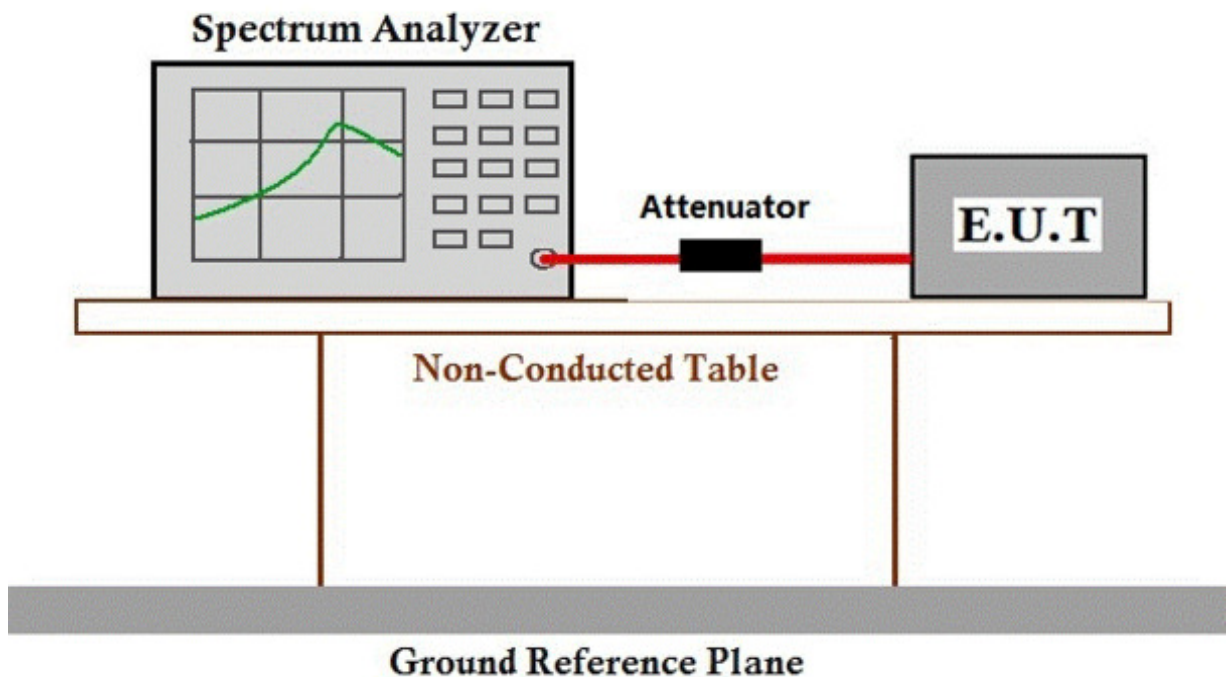 Spectrum Analyzer
Attenuator
E.U.T
Non-Conducted Table
Ground Reference Plane